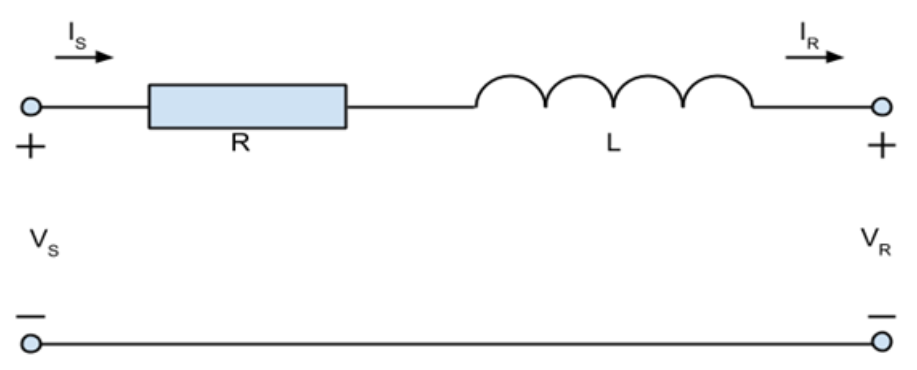 I_S
I_R
R
L
+
+
V_S
V_R
−
−